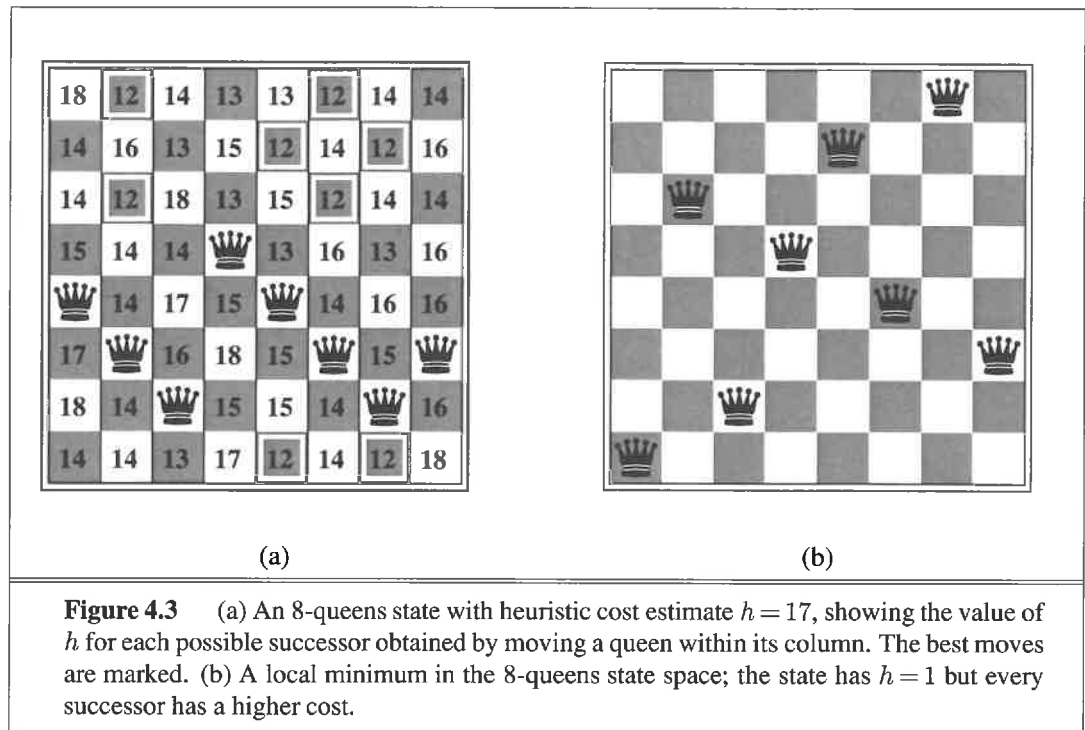 18 12 14 13 13 12 14 14
14 16 13 15 12 14 12 16
14 12 18 13 15 12 14 14
15 14 14 13 16 13 16
14 17 15 14 16 16
17 16 18 15 15
18 14 15 15 14 16
14 14 13 17 12 14 12 18
(a)
(b)
Figure 4.3 (a) An 8-queens state with heuristic cost estimate h = 17, showing the value of
h for each possible successor obtained by moving a queen within its column. The best moves
are marked. (b) A local minimum in the 8-queens state space; the state has h = 1 but every
successor has a higher cost.